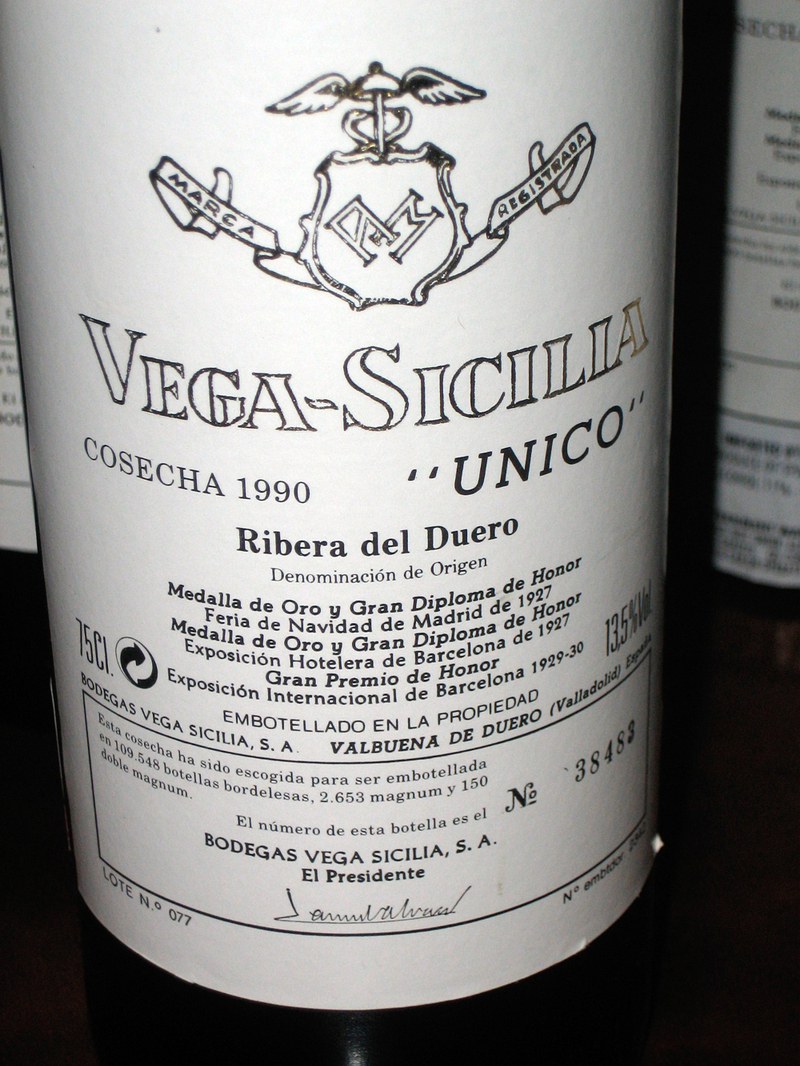 MARCA
REGISTRADA
VEGA-SICILIA
COSECHA 1990
"UNICO"
Ribera del Duero
Denominación de Origen
Medalla de Oro y Gran Diploma de Honor
Feria de Navidad de Madrid de 1927
Medalla de Oro y Gran Diploma de Honor
Exposición Hotelera de Barcelona de 1927
Gran Premio de Honor
Exposición Internacional de Barcelona 1929-30
75Cl.
13,5%Vol.
EMBOTELLADO EN LA PROPIEDAD
BODEGAS VEGA SICILIA, S. A. VALBUENA DE DUERO (Valladolid) España
Esta cosecha ha sido escogida para ser embotellada
en 109.548 botellas bordelesas, 2.653 magnum y 150
doble magnum.
Nº 38483
El número de esta botella es el
BODEGAS VEGA SICILIA, S. A.
El Presidente
LOTE N.º 077
Nº embtdor.